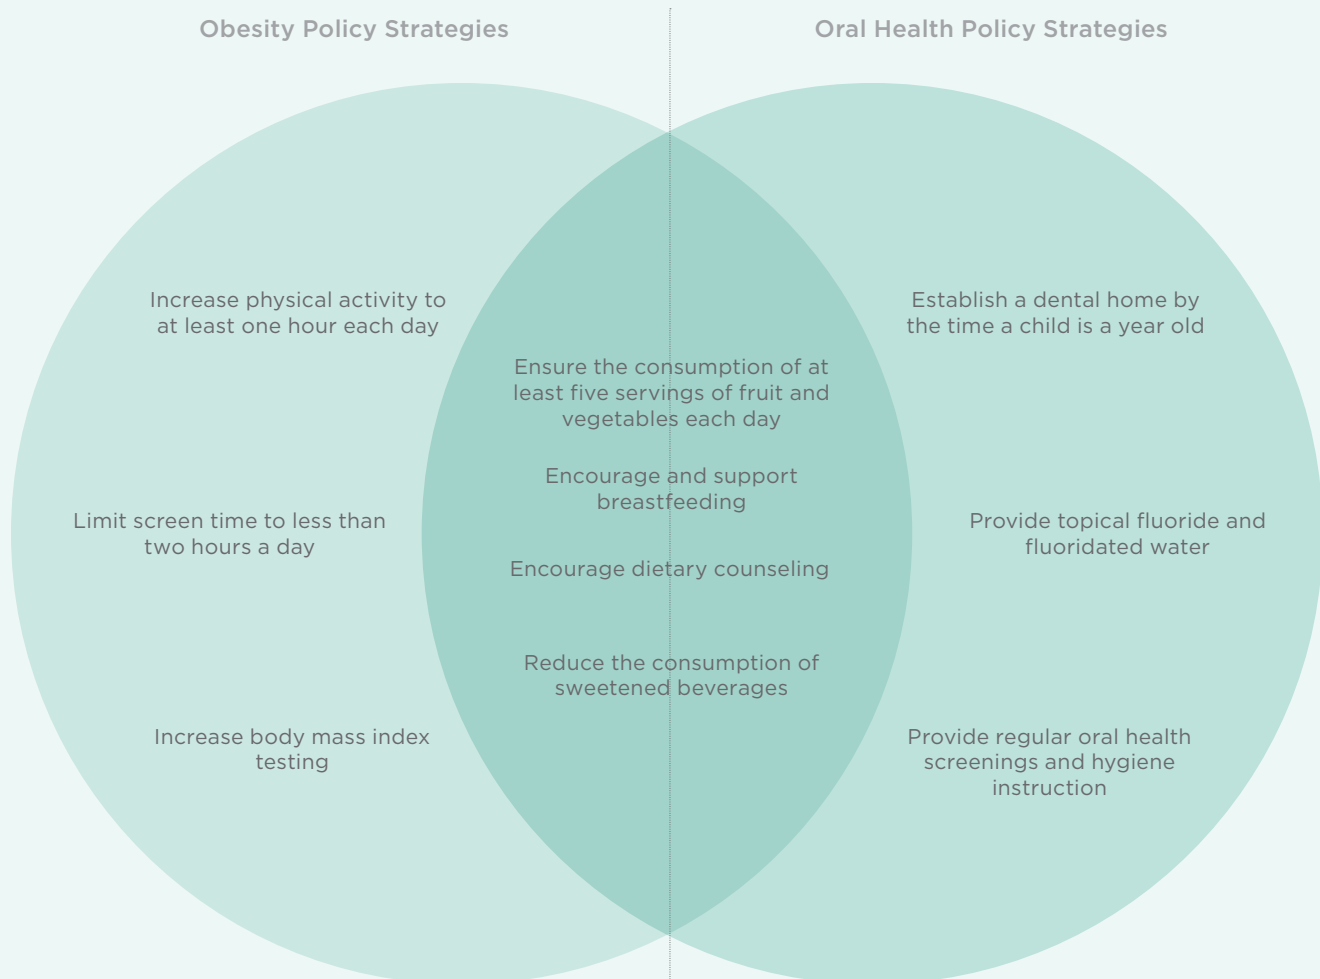 Obesity Policy Strategies
Oral Health Policy Strategies
Increase physical activity to
at least one hour each day
Limit screen time to less than
two hours a day
Increase body mass index
testing
Ensure the consumption of at
least five servings of fruit and
vegetables each day
Encourage and support
breastfeeding
Encourage dietary counseling
Reduce the consumption of
sweetened beverages
Establish a dental home by
the time a child is a year old
Provide topical fluoride and
fluoridated water
Provide regular oral health
screenings and hygiene
instruction